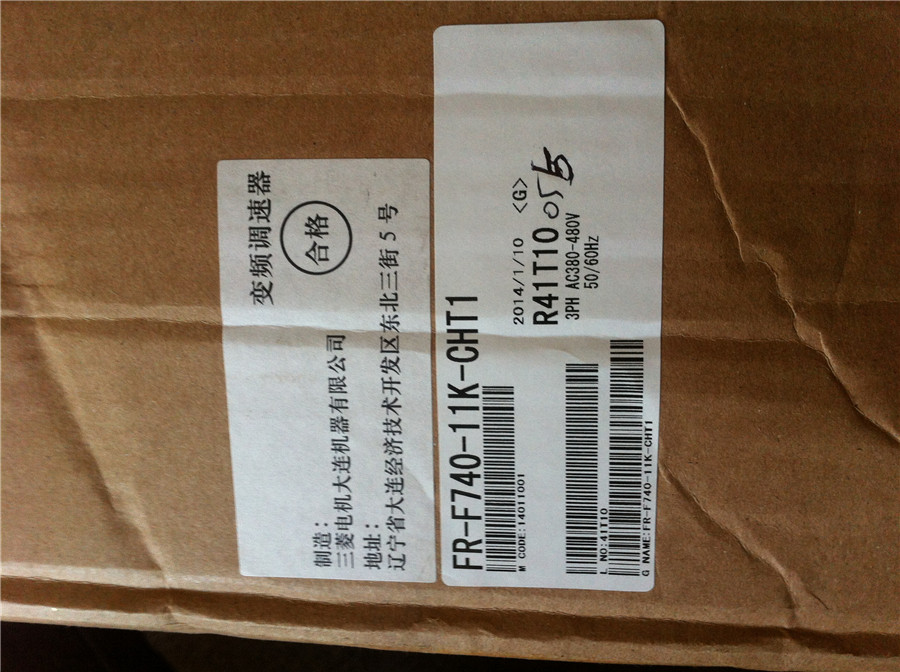 变频调速器
合格
制造：
三菱电机大连机器有限公司
地址：
辽宁省大连经济技术开发区东北三街5号
FR-F740-11K-CHT1
M CODE:14011001
2014/1/10 <G>
R41T10
3PH AC380-480V
50/60Hz
L NO:41T10
G NAME:FR-F740-11K-CHT1